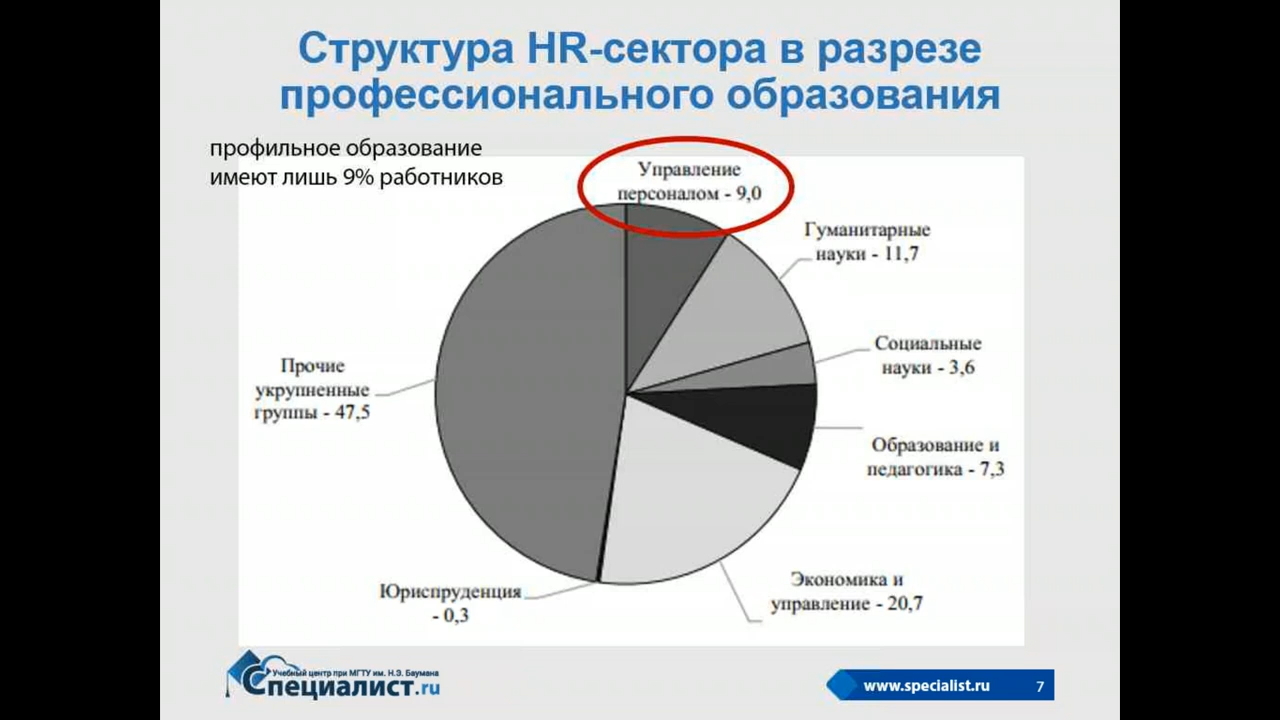 Структура HR-сектора в разрезе
профессионального образования
профильное образование
имеют лишь 9% работников
Управление
персоналом - 9,0
Гуманитарные
науки - 11,7
Социальные
науки - 3,6
Образование и
педагогика - 7,3
Экономика и
управление - 20,7
Юриспруденция
- 0,3
Прочие
укрупненные
группы - 47,5
Учебный центр при МГТУ им. Н.Э. Баумана
Специалист.ru
www.specialist.ru
7